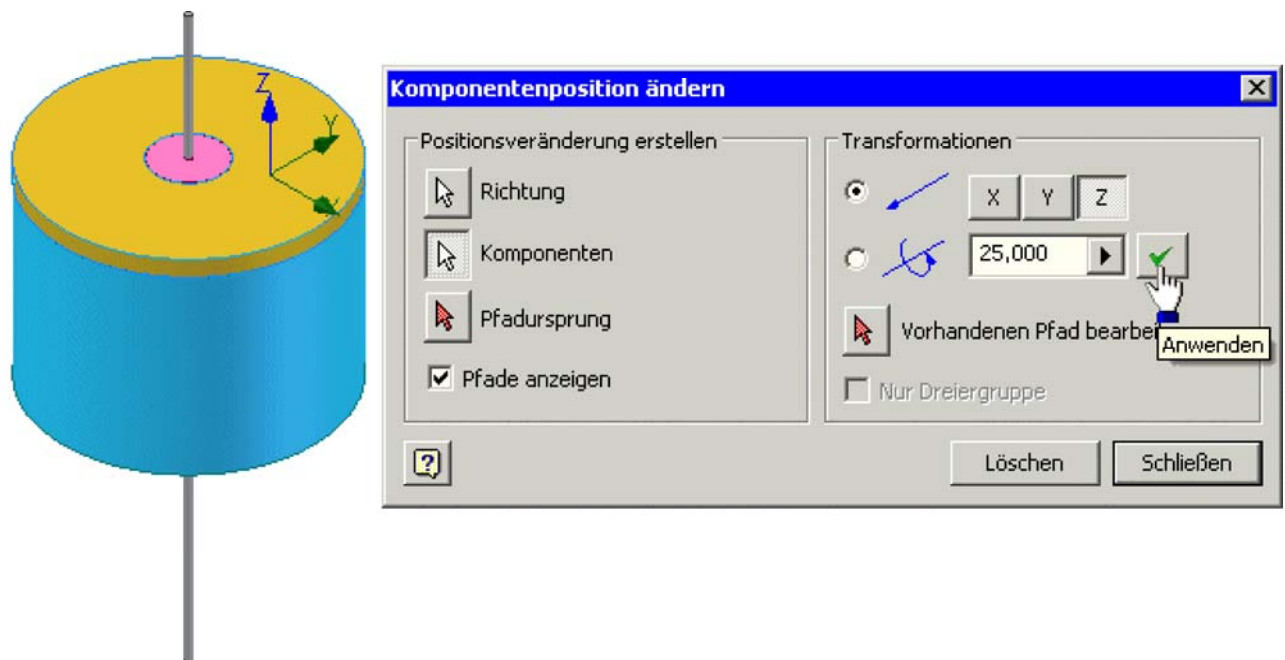 Z
Y
Komponentenposition ändern
Positionsveränderung erstellen
Richtung
Komponenten
Pfadursprung
Pfade anzeigen
Transformationen
X Y Z
25,000
Vorhandenen Pfad
Anwenden
Nur Dreiergruppe
?
Löschen
Schließen